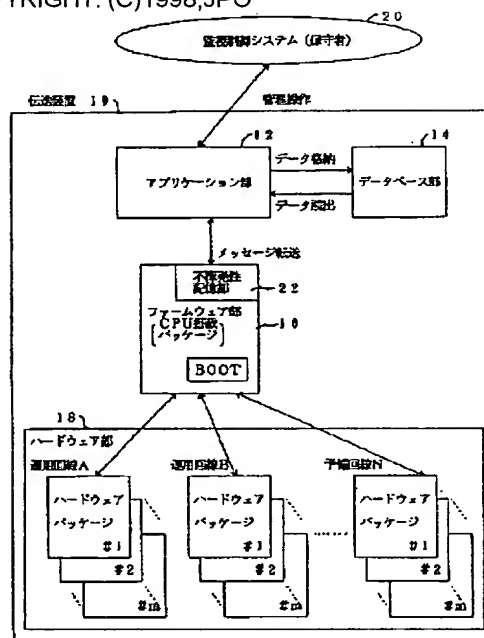 YRIGHT: (C)1998,JPO
20
監視制御システム（保守者）
伝送装置 10
管理操作
12
14
アプリケーション部
データ格納
データ読出
データベース部
メッセージ転送
不揮発性
記憶部
22
ファームウェア部
CPU搭載
パッケージ
16
BOOT
18
ハードウェア部
運用回線A
運用回線B
予備回線N
ハードウェア
パッケージ
#1
#2
#m
ハードウェア
パッケージ
#1
#2
#m
ハードウェア
パッケージ
#1
#2
#m